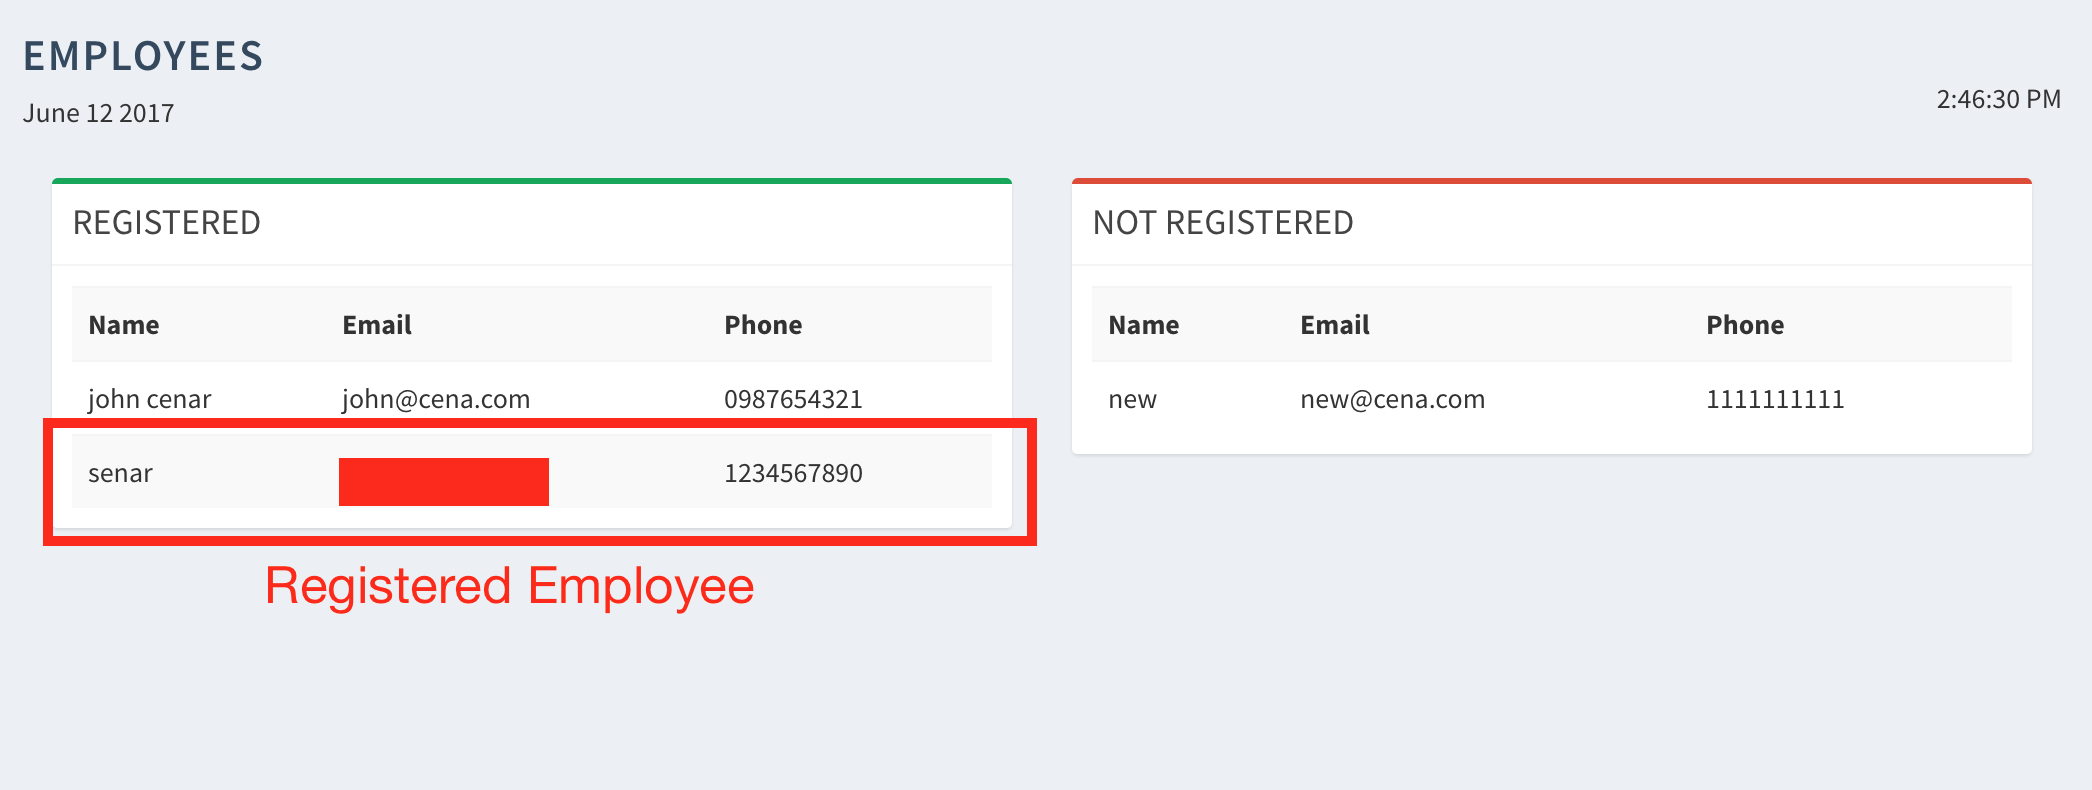 EMPLOYEES
June 12 2017
2:46:30 PM
REGISTERED
Name Email Phone
john cenar john@cena.com 0987654321
senar 1234567890
Registered Employee
NOT REGISTERED
Name Email Phone
new new@cena.com 1111111111